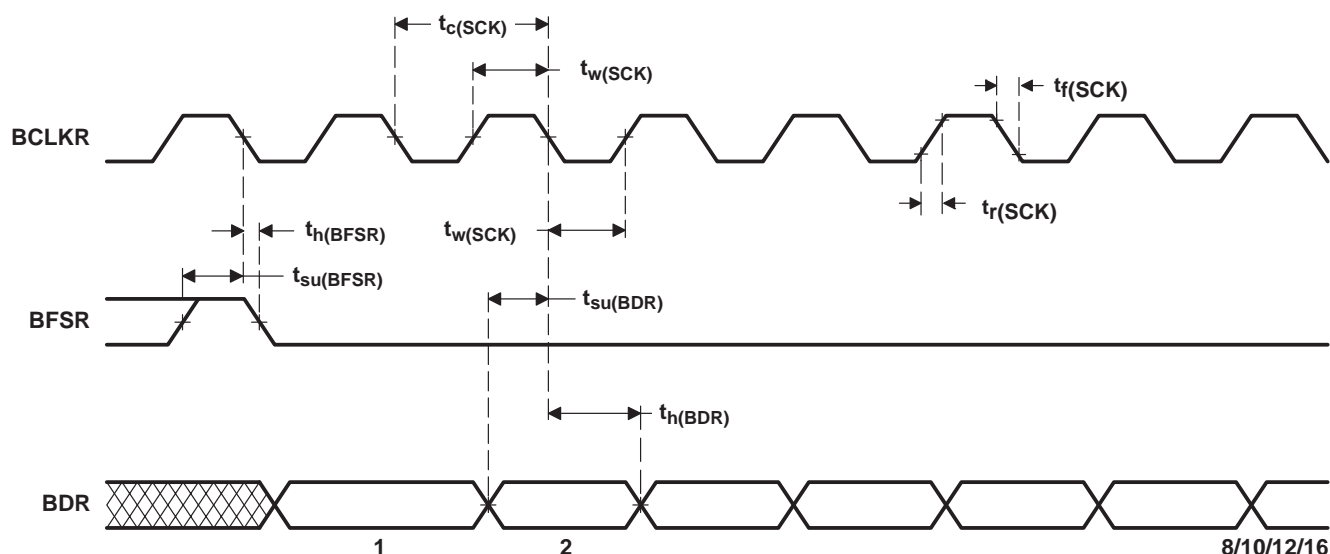 tc(SCK)
tw(SCK)
tf(SCK)
BCLKR
tr(SCK)
th(BFSR)
tw(SCK)
tsu(BFSR)
tsu(BDR)
BFSR
th(BDR)
BDR
1 2 8/10/12/16